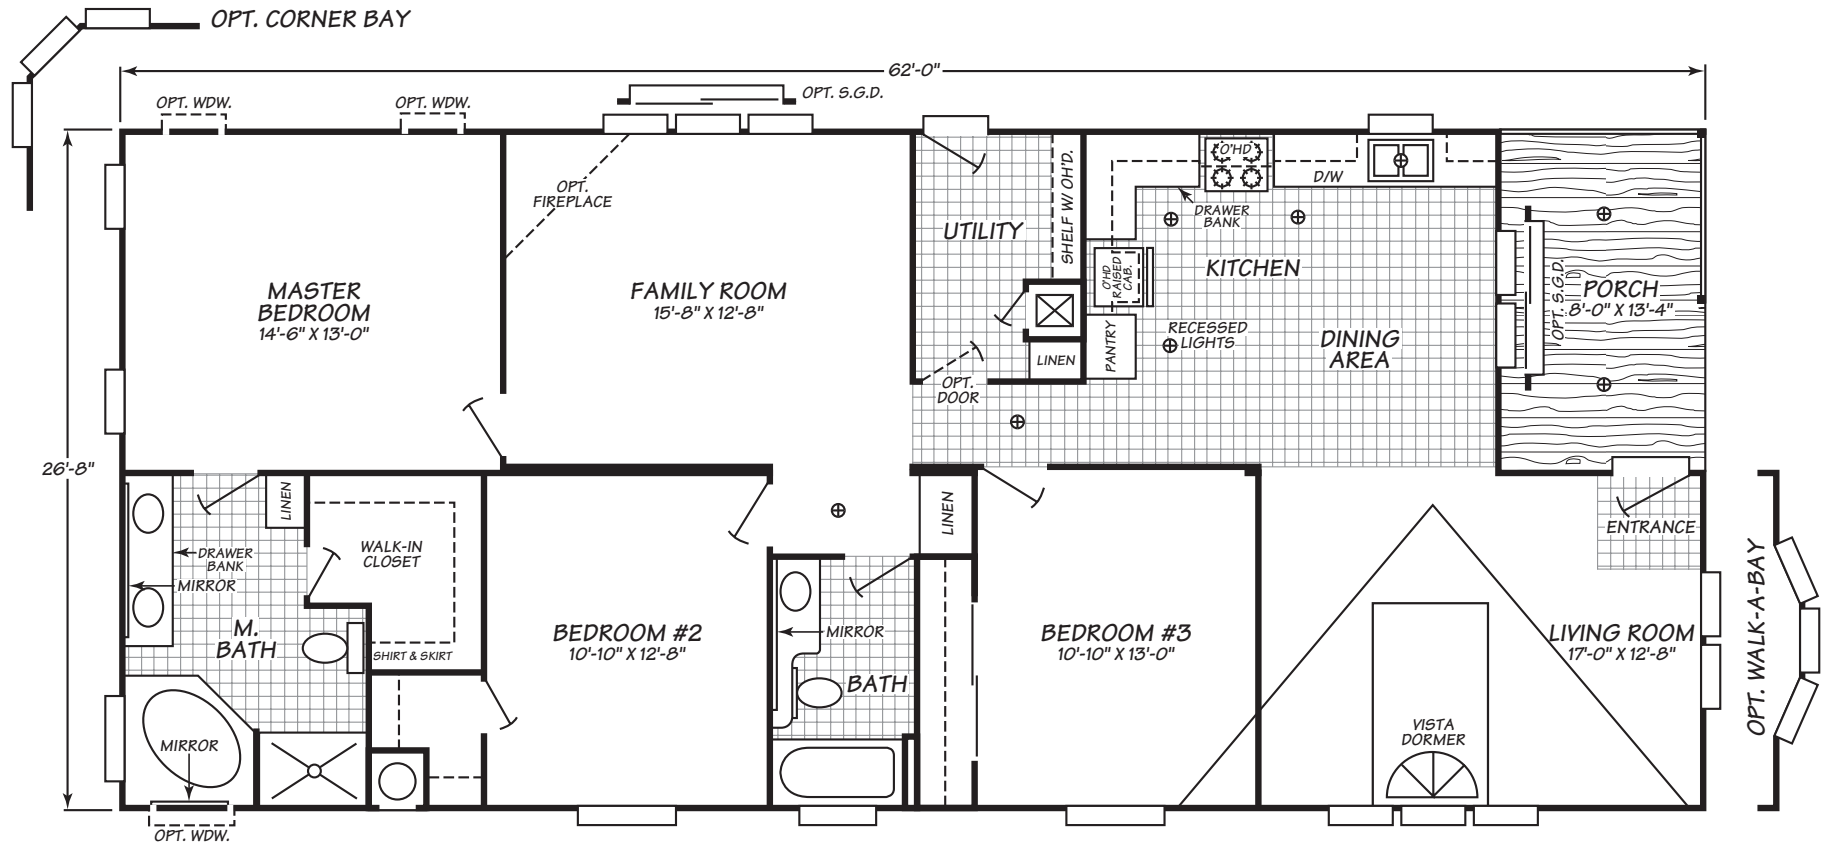 OPT. CORNER BAY
62'-0"
OPT. WDW.
OPT. WDW.
OPT. S.G.D.
O'HD
D/W
OPT.
FIREPLACE
SHELF W/ OH'D.
DRAWER
BANK
UTILITY
KITCHEN
O'HD
RAISED
CAB.
MASTER
BEDROOM
14'-6" X 13'-0"
FAMILY ROOM
15'-8" X 12'-8"
OPT. S.G.D.
PORCH
8'-0" X 13'-4"
RECESSED
LIGHTS
DINING
AREA
PANTRY
LINEN
OPT.
DOOR
26'-8"
LINEN
LINEN
ENTRANCE
WALK-IN
CLOSET
DRAWER
BANK
MIRROR
M.
BATH
SHIRT & SKIRT
BEDROOM #2
10'-10" X 12'-8"
MIRROR
BATH
BEDROOM #3
10'-10" X 13'-0"
LIVING ROOM
17'-0" X 12'-8"
OPT. WALK-A-BAY
VISTA
DORMER
MIRROR
OPT. WDW.